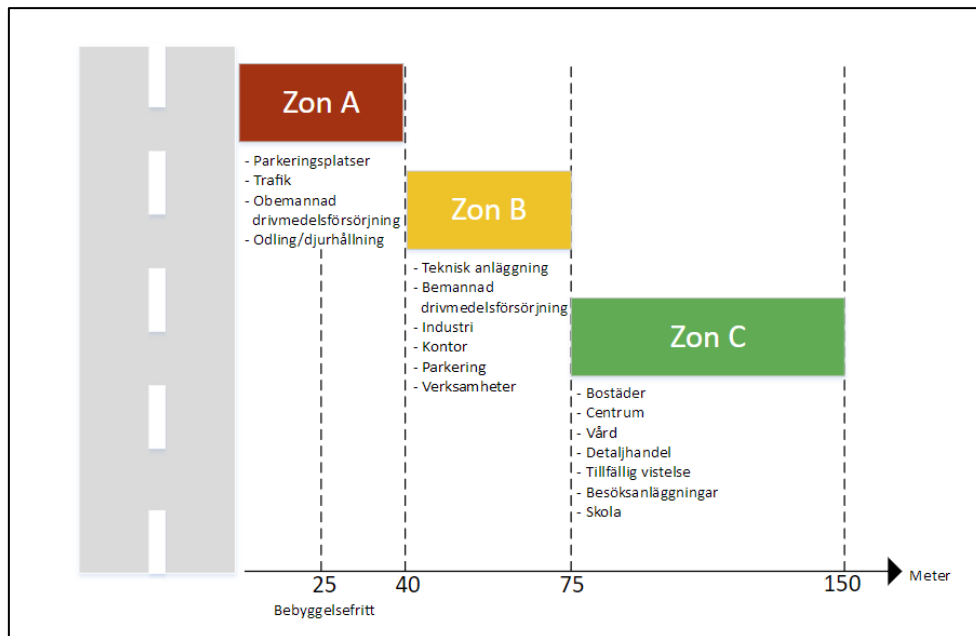 Zon A
- Parkeringsplatser
- Trafik
- Obemannad
drivmedelsförsörjning
- Odling/djurhållning
Zon B
- Teknisk anläggning
- Bemannad
drivmedelsförsörjning
- Industri
- Kontor
- Parkering
- Verksamheter
Zon C
- Bostäder
- Centrum
- Vård
- Detaljhandel
- Tillfällig vistelse
- Besöksanläggningar
- Skola
25 40 75 150 Meter
Bebyggelsefritt